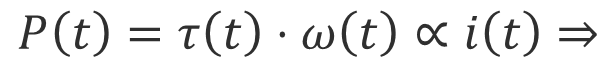 P(t) = τ(t) · ω(t) ∝ i(t) ⇒